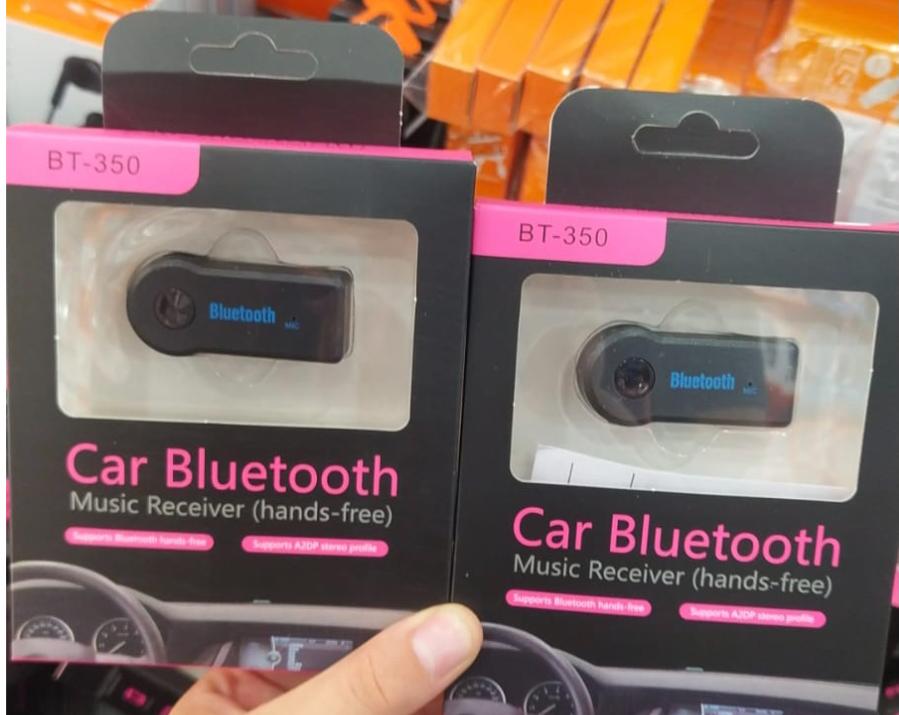 BT-350
Bluetooth
MIC
Car Bluetooth
Music Receiver (hands-free)
Supports Bluetooth hands-free
Supports A2DP stereo profile
BT-350
Bluetooth
MIC
Car Bluetooth
Music Receiver (hands-free)
Supports Bluetooth hands-free
Supports A2DP stereo profile